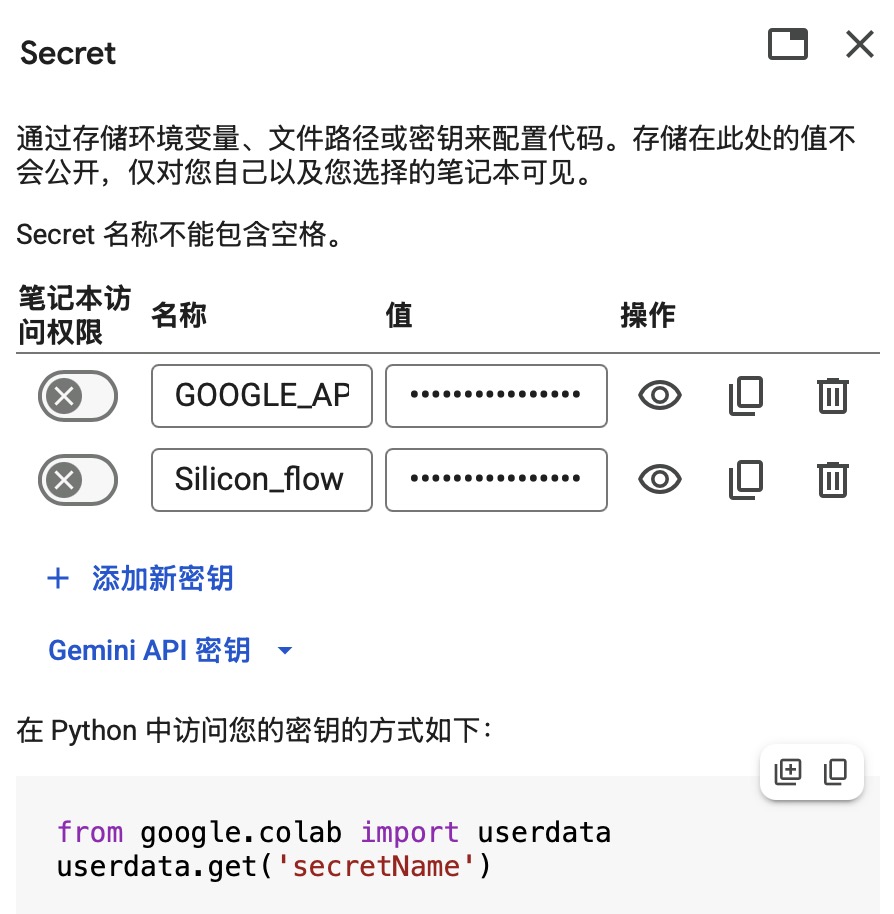 Secret
通过存储环境变量、文件路径或密钥来配置代码。存储在此处的值不
会公开，仅对您自己以及您选择的笔记本可见。
Secret 名称不能包含空格。
笔记本访
问权限
名称
值
操作
GOOGLE_AP
••••••••••••••••
Silicon_flow
••••••••••••••••
+ 添加新密钥
Gemini API 密钥
在 Python 中访问您的密钥的方式如下：
from google.colab import userdata
userdata.get('secretName')